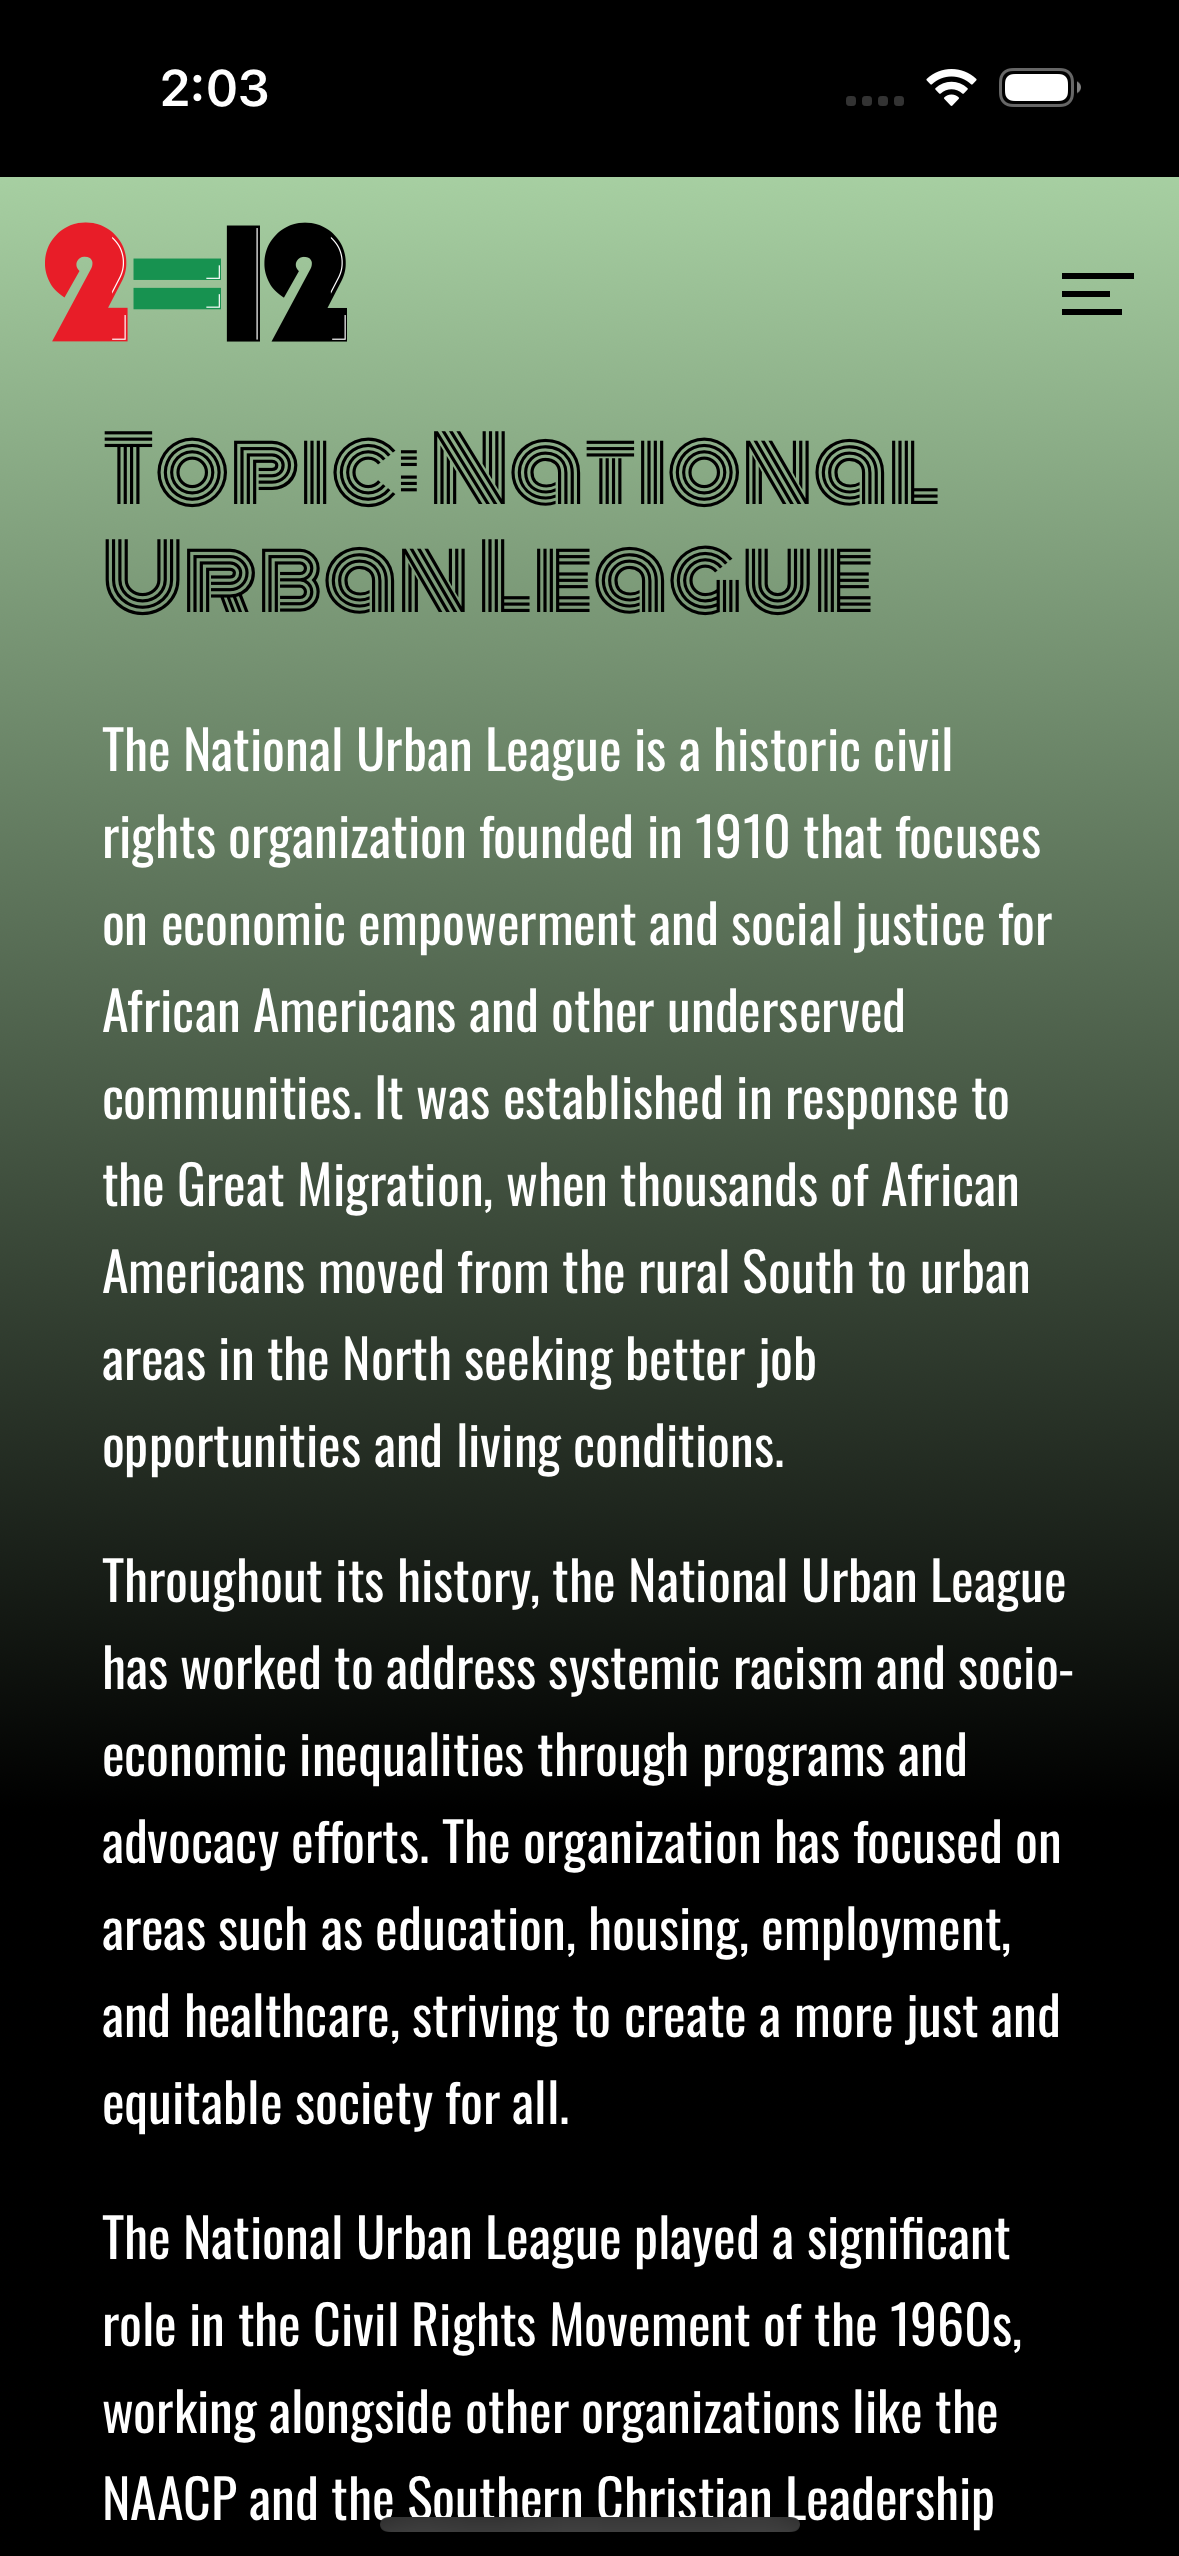 2:03
2=12
Topic: National
Urban League
The National Urban League is a historic civil
rights organization founded in 1910 that focuses
on economic empowerment and social justice for
African Americans and other underserved
communities. It was established in response to
the Great Migration, when thousands of African
Americans moved from the rural South to urban
areas in the North seeking better job
opportunities and living conditions.
Throughout its history, the National Urban League
has worked to address systemic racism and socio-
economic inequalities through programs and
advocacy efforts. The organization has focused on
areas such as education, housing, employment,
and healthcare, striving to create a more just and
equitable society for all.
The National Urban League played a significant
role in the Civil Rights Movement of the 1960s,
working alongside other organizations like the
NAACP and the Southern Christian Leadership